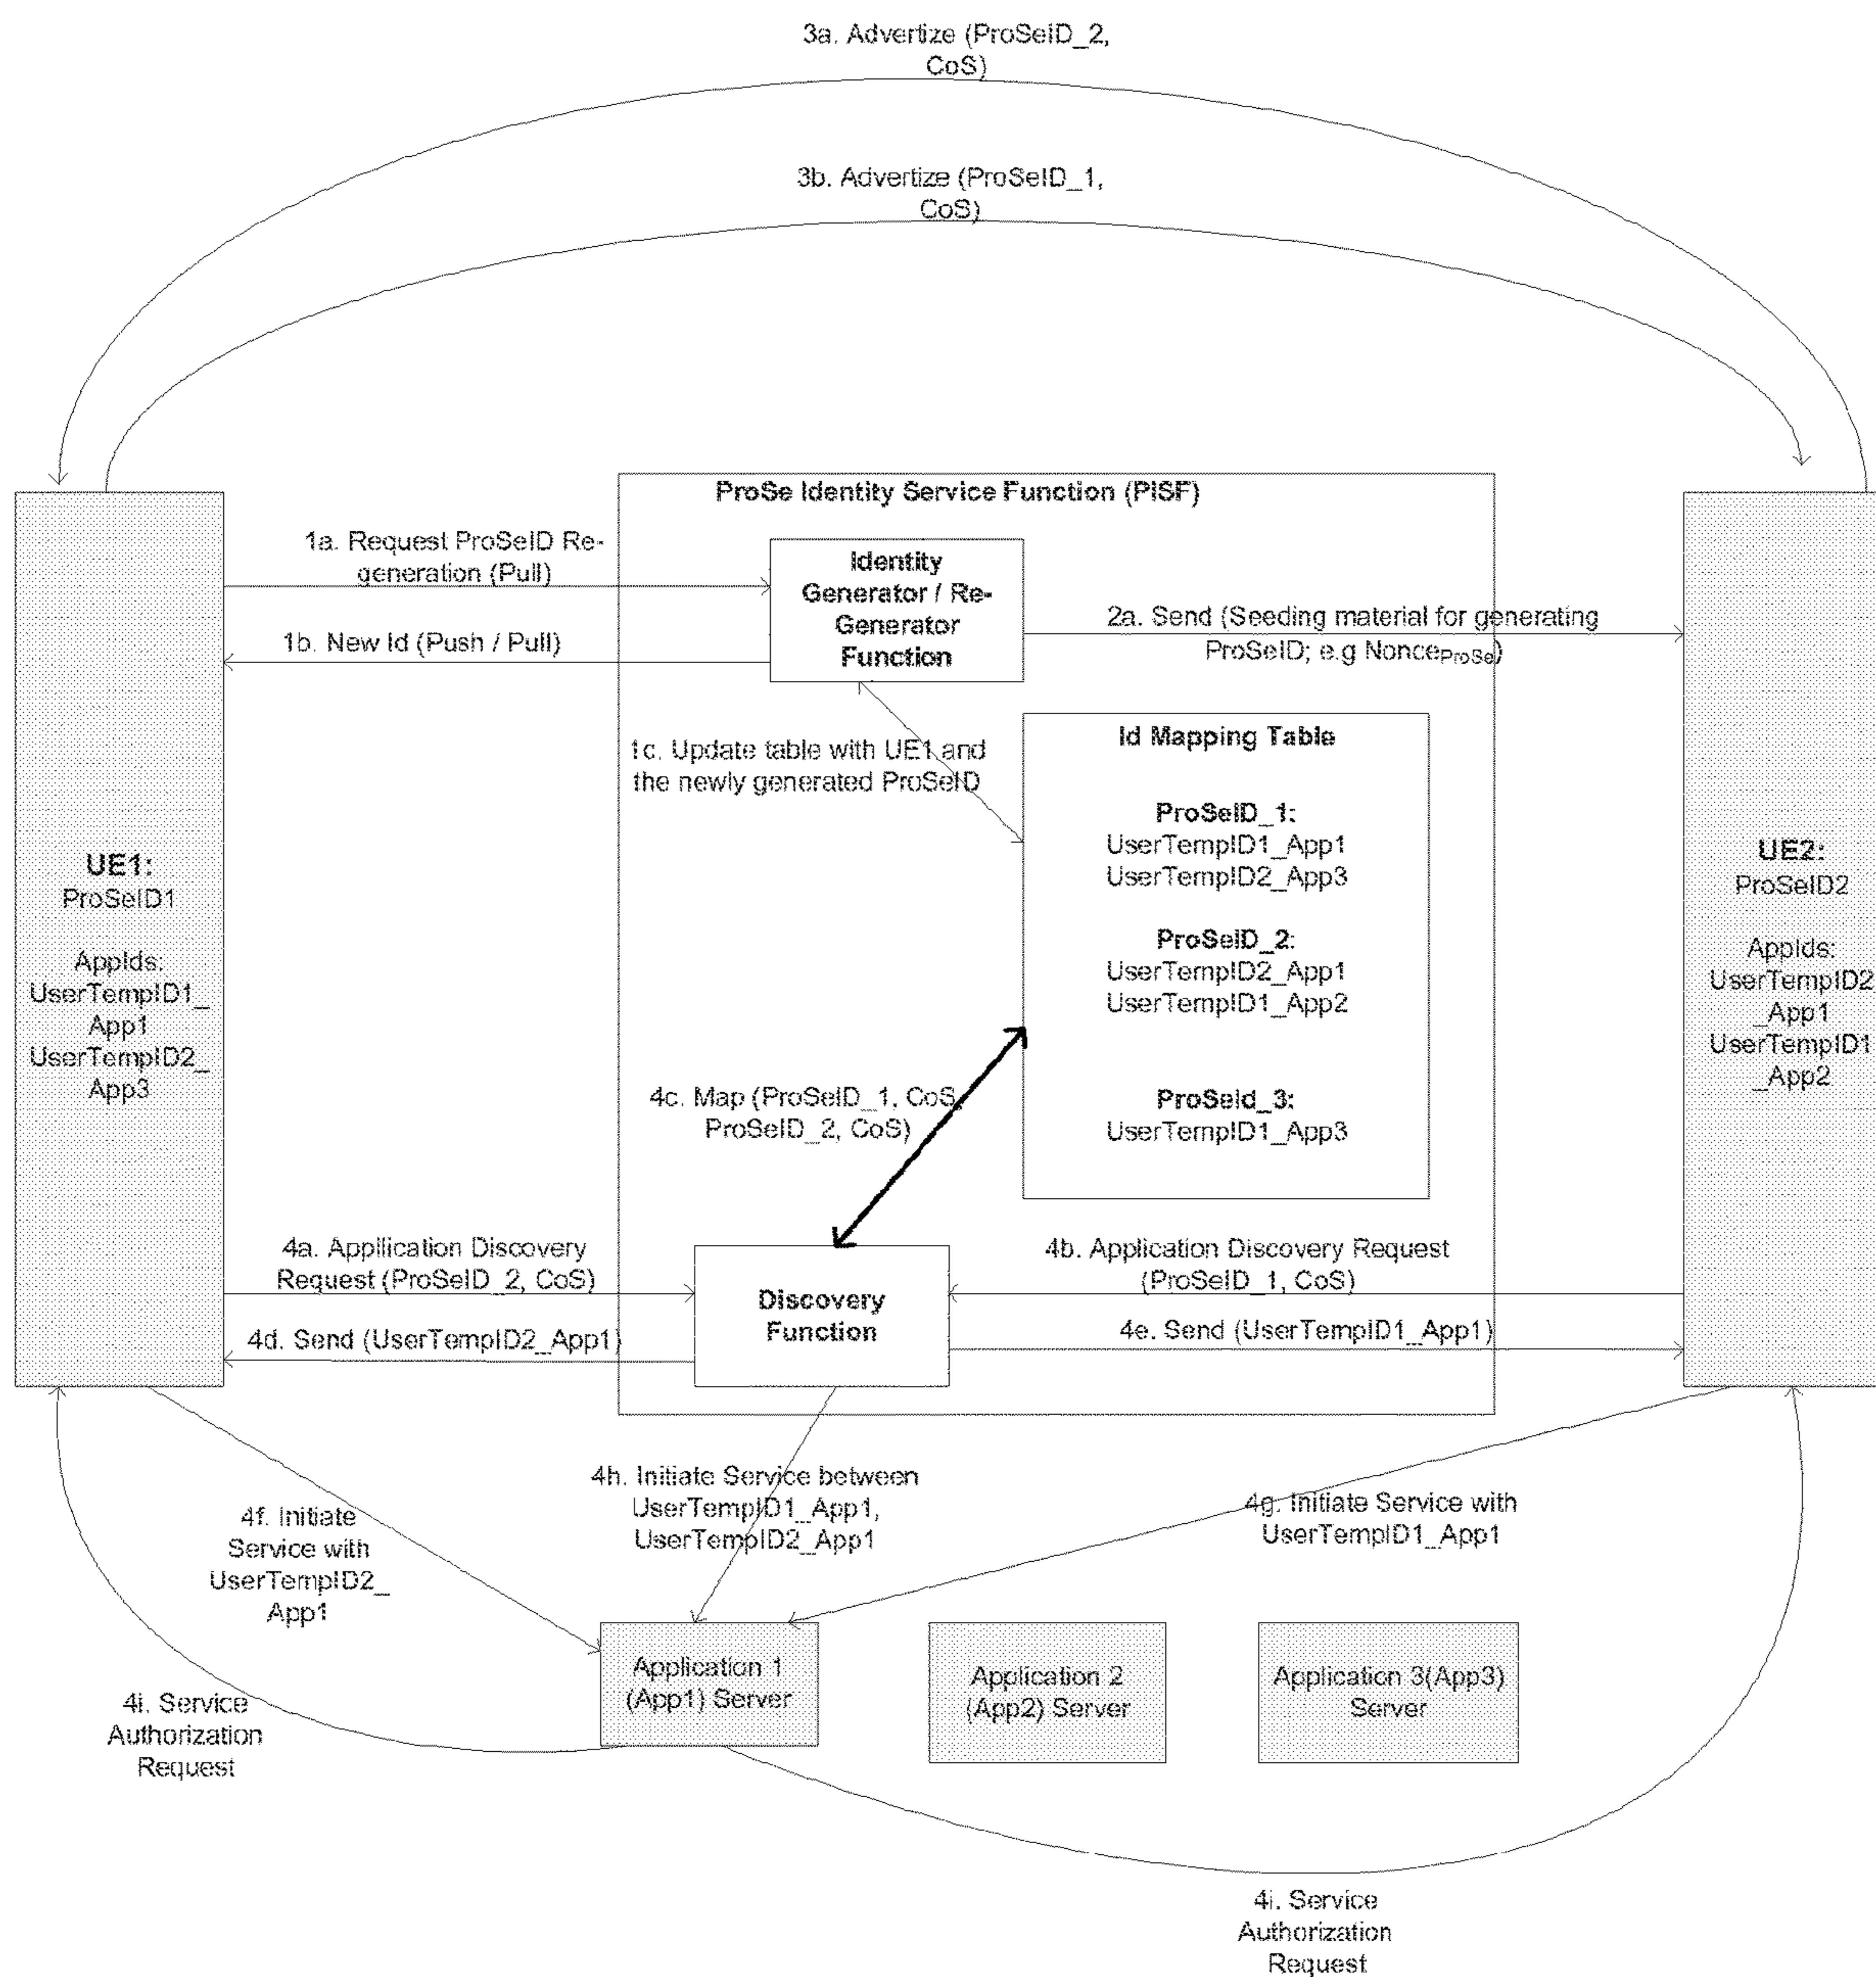 3a. Advertize (ProSeID_2,
CoS)
3b. Advertize (ProSeID_1,
CoS)
ProSe Identity Service Function (PISF)
1a. Request ProSeID Re-
generation (Pull)
Identity
Generator / Re-
Generator
Function
1b. New Id (Push / Pull)
2a. Send (Seeding material for generating
ProSeID; e.g NonceProSe)
1c. Update table with UE1 and
the newly generated ProSeID
Id Mapping Table
ProSeID_1:
UserTempID1_App1
UserTempID2_App3
ProSeID_2:
UserTempID2_App1
UserTempID1_App2
ProSeId_3:
UserTempID1_App3
UE1:
ProSeID1
AppIds:
UserTempID1_
App1
UserTempID2_
App3
UE2:
ProSeID2
AppIds:
UserTempID2
_App1
UserTempID1
_App2
4c. Map (ProSeID_1, CoS,
ProSeID_2, CoS)
4a. Appllication Discovery
Request (ProSeID_2, CoS)
4b. Application Discovery Request
(ProSeID_1, CoS)
Discovery
Function
4d. Send (UserTempID2_App1)
4e. Send (UserTempID1_App1)
4h. Initiate Service between
UserTempID1_App1,
UserTempID2_App1
4f. Initiate
Service with
UserTempID2_
App1
4g. Initiate Service with
UserTempID1_App1
Application 1
(App1) Server
Application 2
(App2) Server
Application 3(App3)
Server
4i. Service
Authorization
Request
4i. Service
Authorization
Request